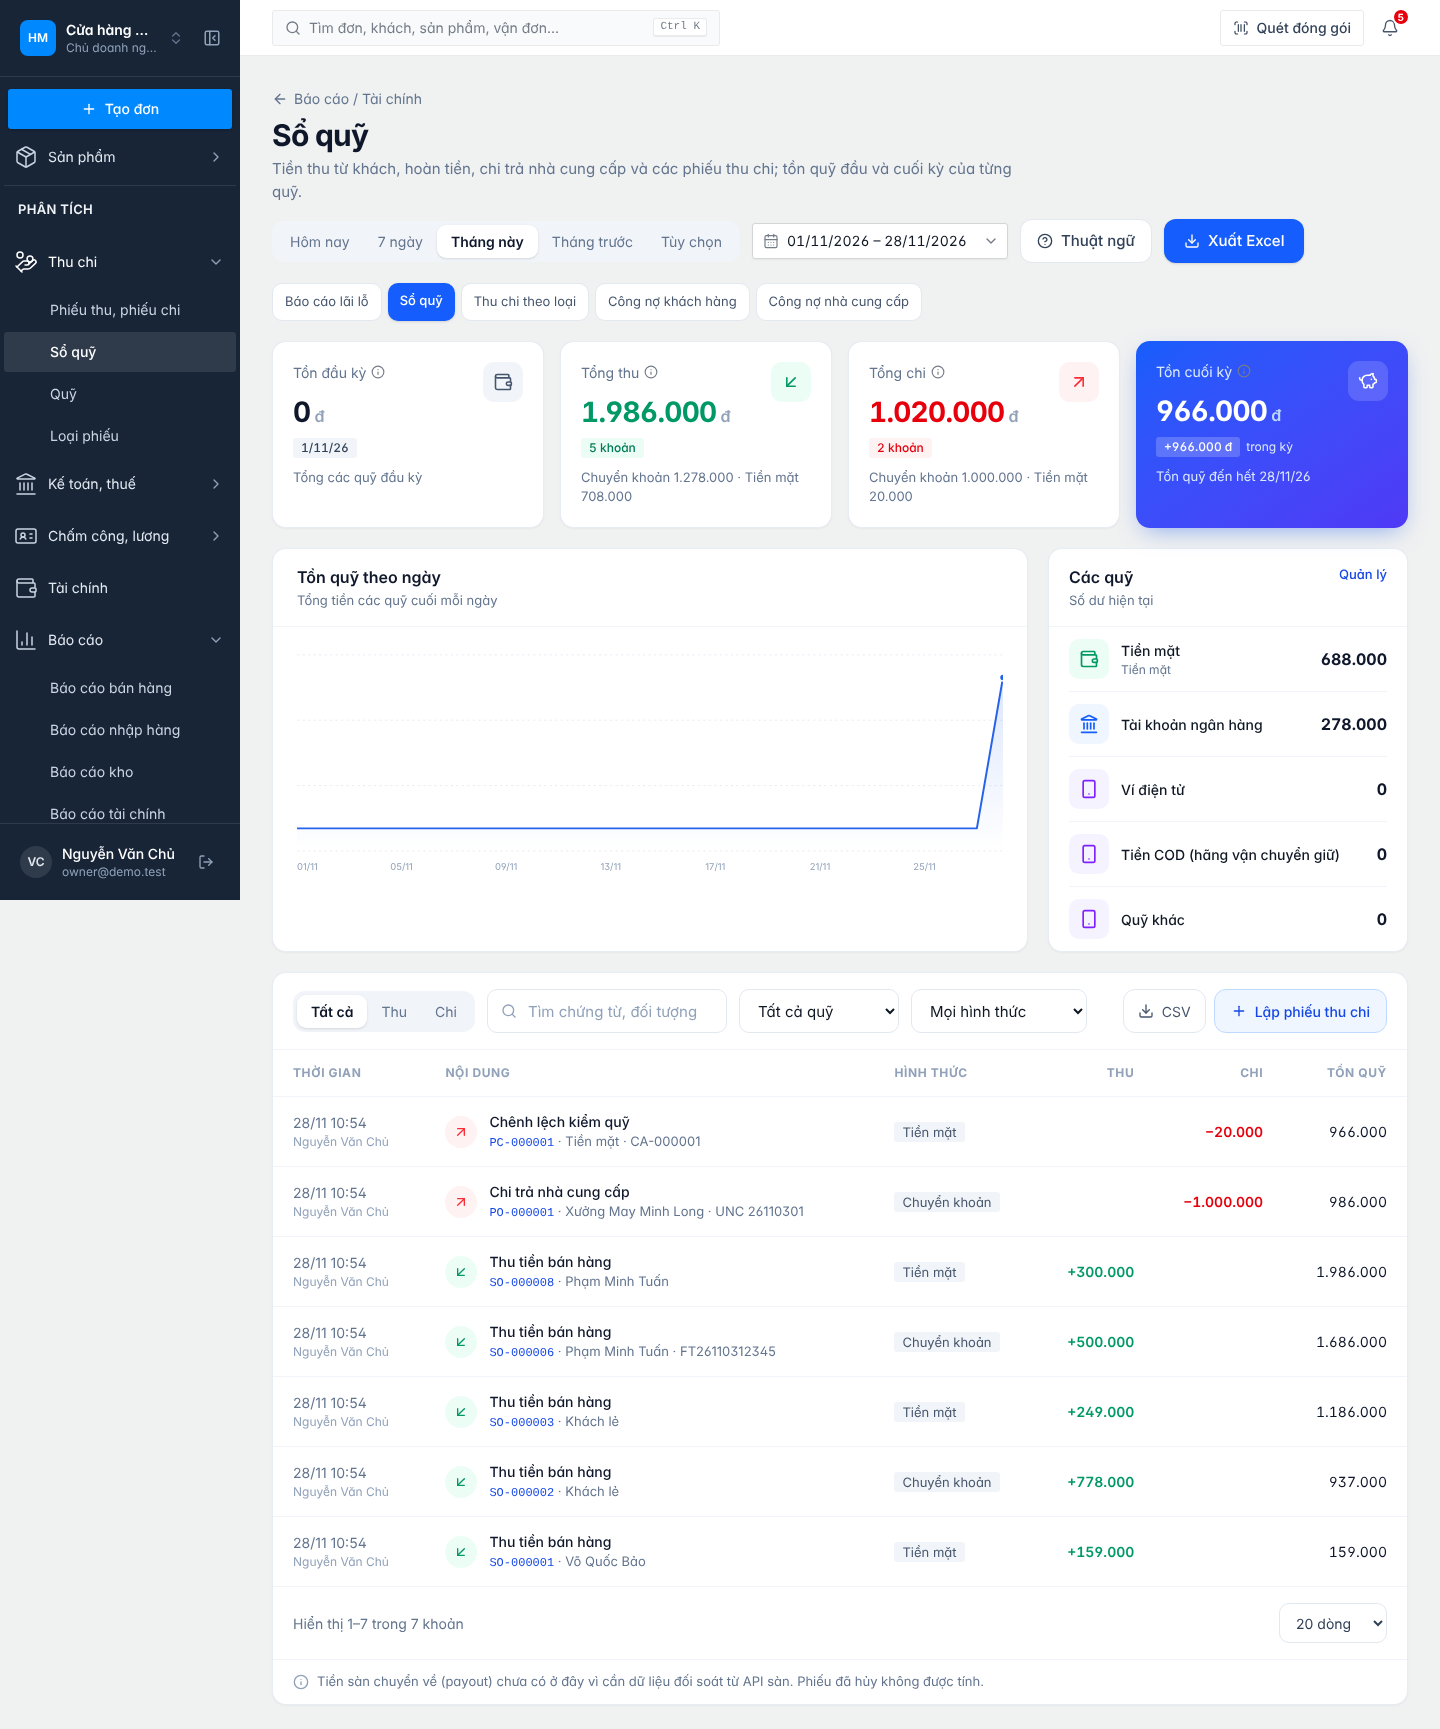 HM
Cửa hàng ...
Chủ doanh ng...
Tìm đơn, khách, sản phẩm, vận đơn...
Ctrl K
Quét đóng gói
5
Tạo đơn
Sản phẩm
PHÂN TÍCH
Thu chi
Phiếu thu, phiếu chi
Sổ quỹ
Quỹ
Loại phiếu
Kế toán, thuế
Chấm công, lương
Tài chính
Báo cáo
Báo cáo bán hàng
Báo cáo nhập hàng
Báo cáo kho
Báo cáo tài chính
VC
Nguyễn Văn Chủ
owner@demo.test
Báo cáo / Tài chính
Sổ quỹ
Tiền thu từ khách, hoàn tiền, chi trả nhà cung cấp và các phiếu thu chi; tồn quỹ đầu và cuối kỳ của từng
quỹ.
Hôm nay
7 ngày
Tháng này
Tháng trước
Tùy chọn
01/11/2026 – 28/11/2026
Thuật ngữ
Xuất Excel
Báo cáo lãi lỗ
Sổ quỹ
Thu chi theo loại
Công nợ khách hàng
Công nợ nhà cung cấp
Tồn đầu kỳ
0 đ
1/11/26
Tổng các quỹ đầu kỳ
Tổng thu
1.986.000 đ
5 khoản
Chuyển khoản 1.278.000 · Tiền mặt
708.000
Tổng chi
1.020.000 đ
2 khoản
Chuyển khoản 1.000.000 · Tiền mặt
20.000
Tồn cuối kỳ
966.000 đ
+966.000 đ trong kỳ
Tồn quỹ đến hết 28/11/26
Tồn quỹ theo ngày
Tổng tiền các quỹ cuối mỗi ngày
01/11
05/11
09/11
13/11
17/11
21/11
25/11
Các quỹ
Quản lý
Số dư hiện tại
Tiền mặt
Tiền mặt
688.000
Tài khoản ngân hàng
278.000
Ví điện tử
0
Tiền COD (hãng vận chuyển giữ)
0
Quỹ khác
0
Tất cả
Thu
Chi
Tìm chứng từ, đối tượng
Tất cả quỹ
Mọi hình thức
CSV
Lập phiếu thu chi
THỜI GIAN NỘI DUNG HÌNH THỨC THU CHI TỒN QUỸ
28/11 10:54
Nguyễn Văn Chủ
Chênh lệch kiểm quỹ
PC-000001 · Tiền mặt · CA-000001
Tiền mặt
−20.000
966.000
28/11 10:54
Nguyễn Văn Chủ
Chi trả nhà cung cấp
PO-000001 · Xưởng May Minh Long · UNC 26110301
Chuyển khoản
−1.000.000
986.000
28/11 10:54
Nguyễn Văn Chủ
Thu tiền bán hàng
SO-000008 · Phạm Minh Tuấn
Tiền mặt
+300.000
1.986.000
28/11 10:54
Nguyễn Văn Chủ
Thu tiền bán hàng
SO-000006 · Phạm Minh Tuấn · FT26110312345
Chuyển khoản
+500.000
1.686.000
28/11 10:54
Nguyễn Văn Chủ
Thu tiền bán hàng
SO-000003 · Khách lẻ
Tiền mặt
+249.000
1.186.000
28/11 10:54
Nguyễn Văn Chủ
Thu tiền bán hàng
SO-000002 · Khách lẻ
Chuyển khoản
+778.000
937.000
28/11 10:54
Nguyễn Văn Chủ
Thu tiền bán hàng
SO-000001 · Võ Quốc Bảo
Tiền mặt
+159.000
159.000
Hiển thị 1–7 trong 7 khoản
20 dòng
Tiền sàn chuyển về (payout) chưa có ở đây vì cần dữ liệu đối soát từ API sàn. Phiếu đã hủy không được tính.